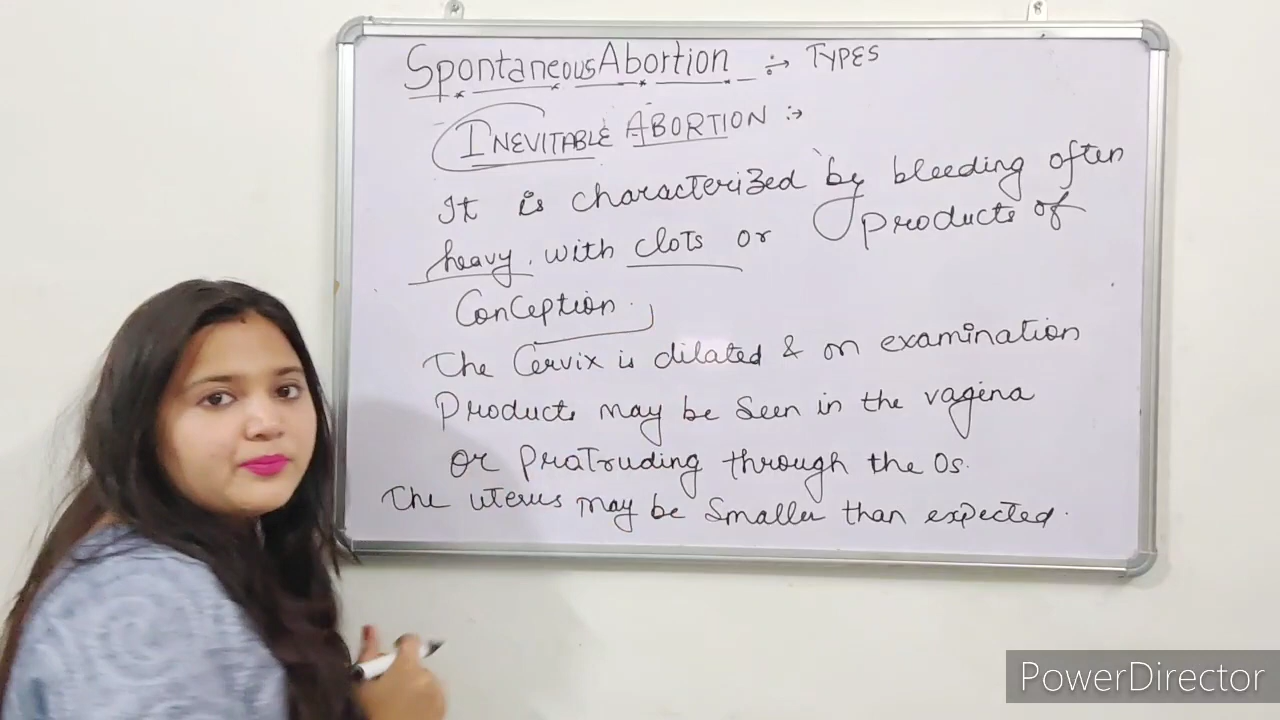 Spontaneous Abortion ÷→ TYPES
INEVITABLE ABORTION :→
It is characterized by bleeding often
heavy, with clots or products of
Conception.
The Cervix is dilated & on examination
Products may be seen in the vagina
or pratruding through the Os.
The uterus may be smaller than expected.
PowerDirector